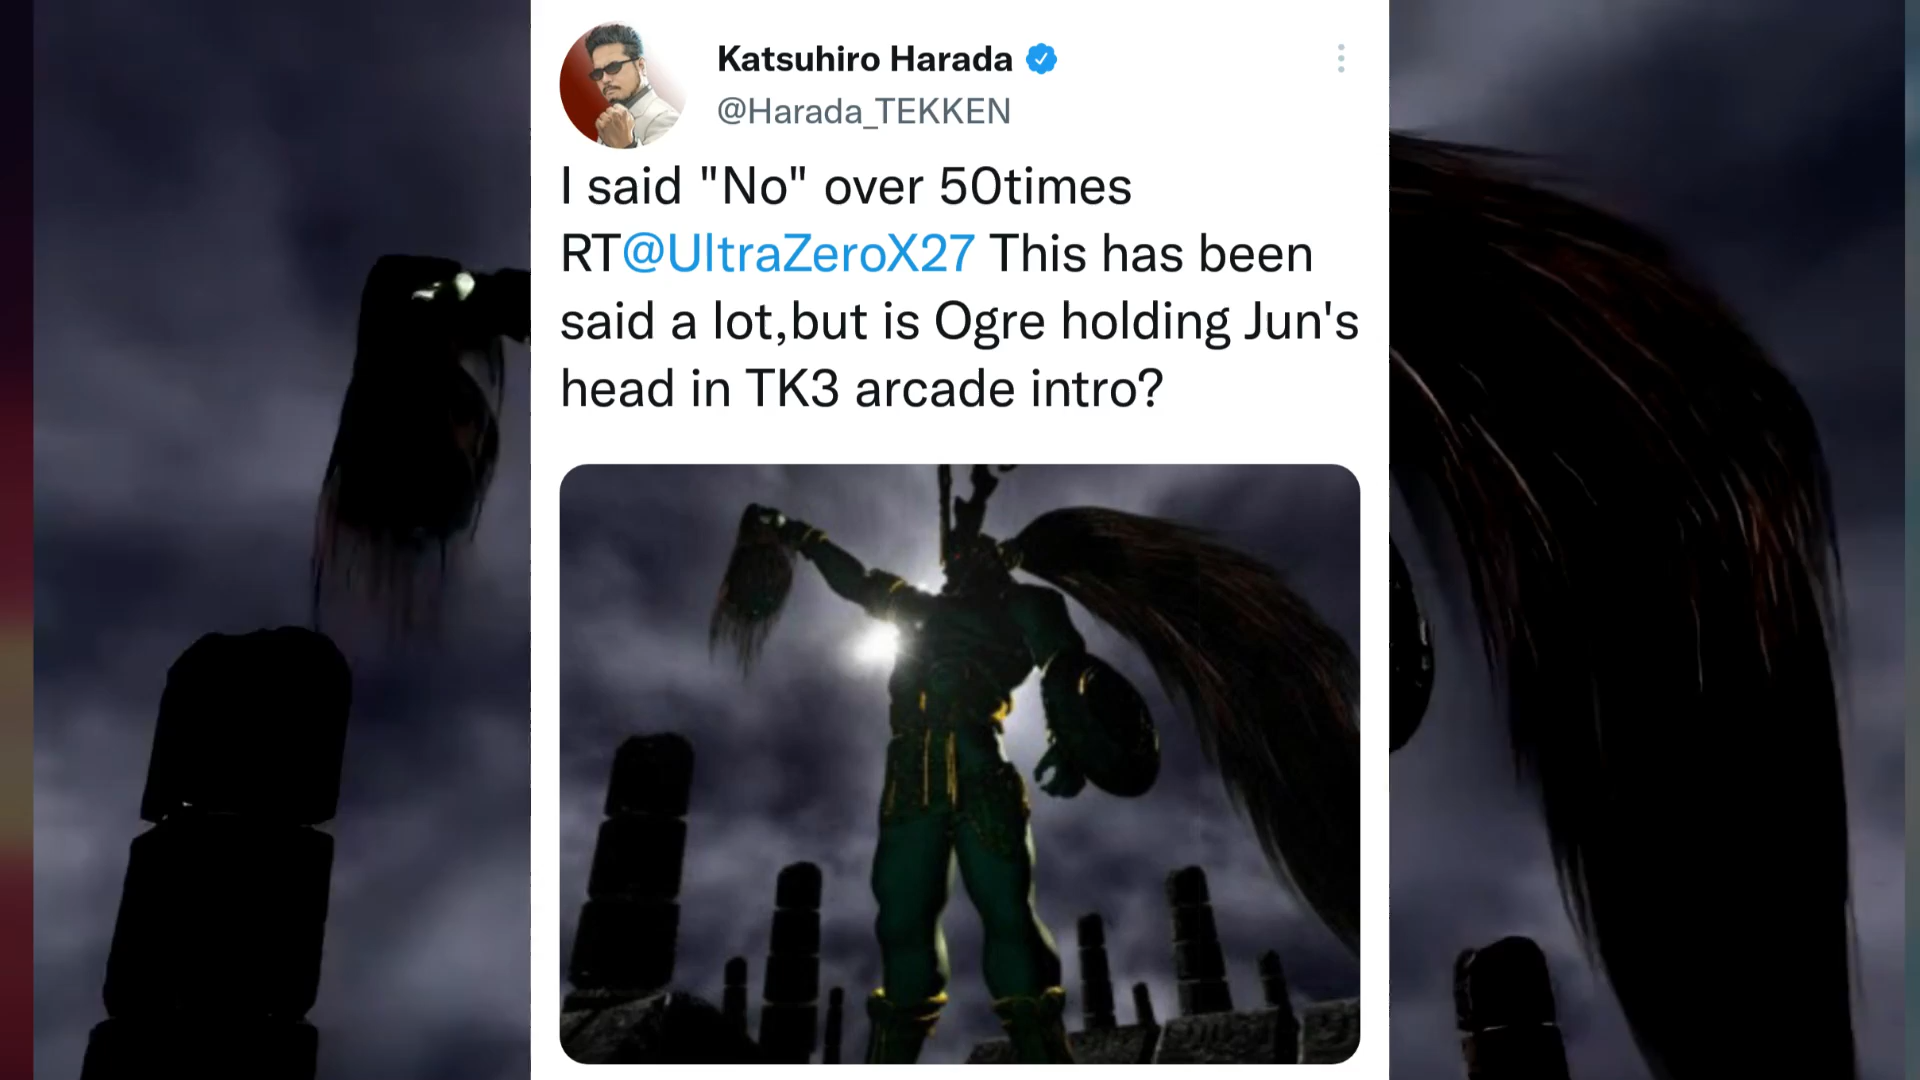 Katsuhiro Harada
@Harada_TEKKEN
I said "No" over 50times
RT@UltraZeroX27 This has been
said a lot,but is Ogre holding Jun's
head in TK3 arcade intro?